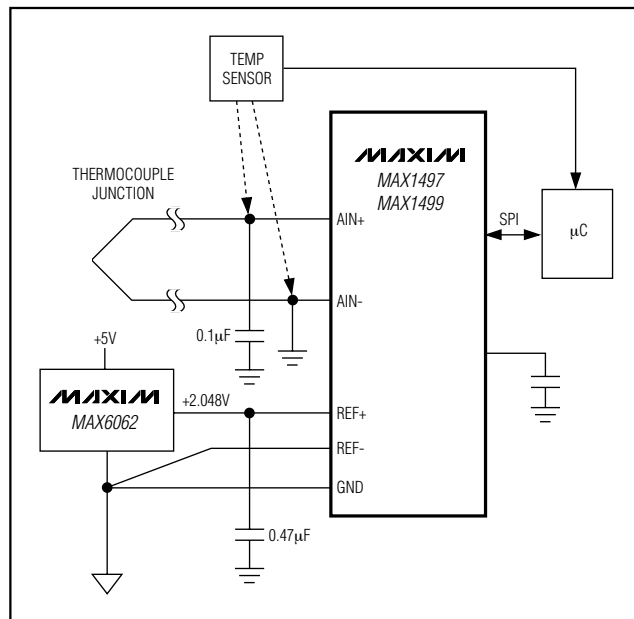 TEMP
SENSOR
MAXIM
MAX1497
MAX1499
THERMOCOUPLE
JUNCTION
AIN+
SPI
µC
AIN-
0.1µF
+5V
MAXIM
MAX6062
+2.048V
REF+
REF-
GND
0.47µF